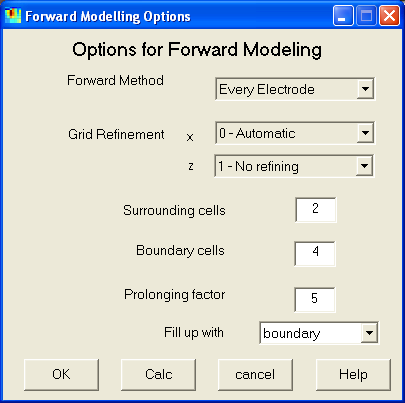 Forward Modelling Options
Options for Forward Modeling
Forward Method Every Electrode
Grid Refinement x 0 - Automatic
z 1 - No refining
Surrounding cells 2
Boundary cells 4
Prolonging factor 5
Fill up with boundary
OK Calc cancel Help